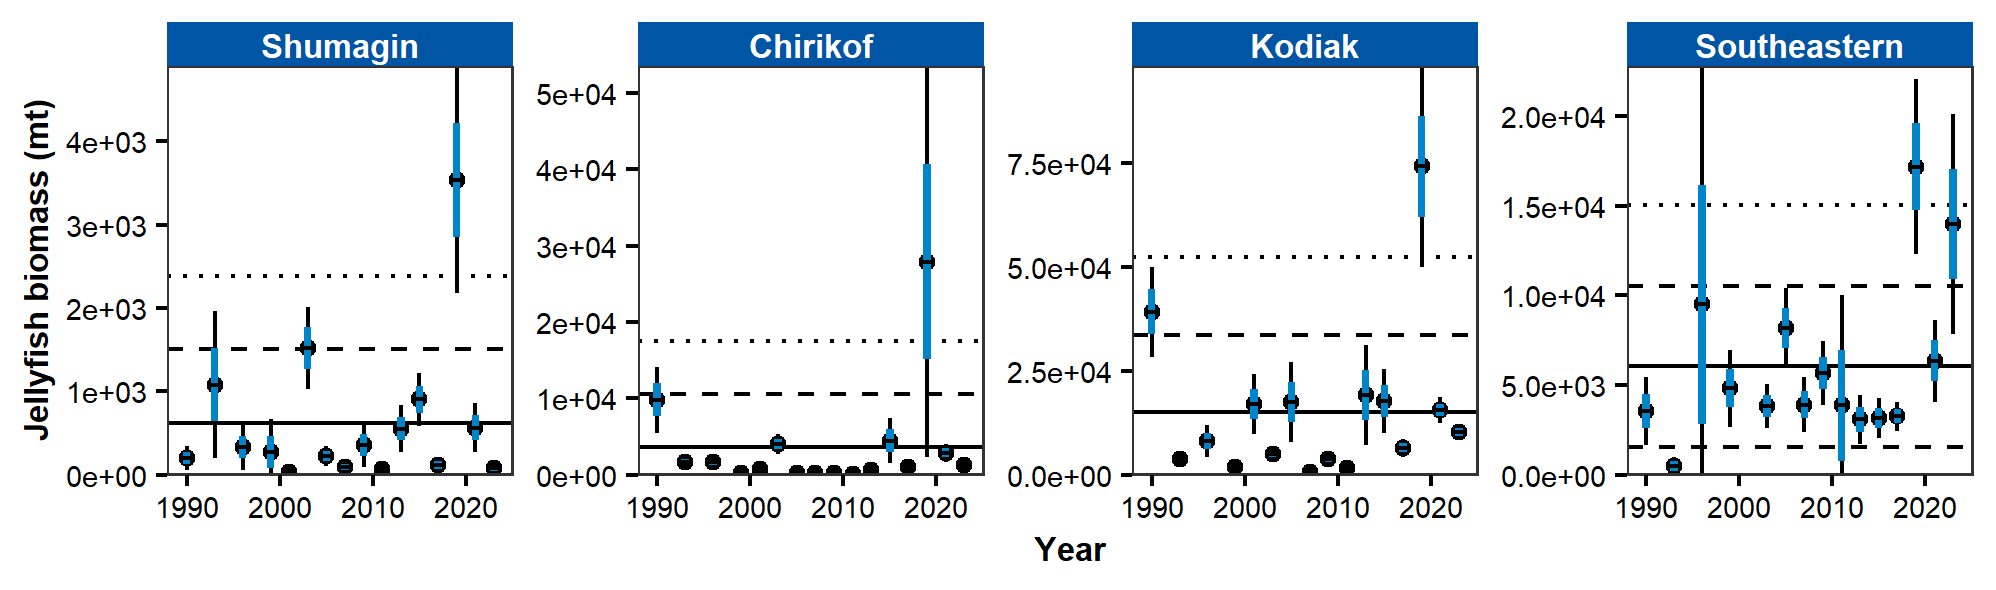 Shumagin Chirikof Kodiak Southeastern
Jellyfish biomass (mt)
4e+03
3e+03
2e+03
1e+03
0e+00
1990 2000 2010 2020
5e+04
4e+04
3e+04
2e+04
1e+04
0e+00
1990 2000 2010 2020
7.5e+04
5.0e+04
2.5e+04
0.0e+00
1990 2000 2010 2020
2.0e+04
1.5e+04
1.0e+04
5.0e+03
0.0e+00
1990 2000 2010 2020
Year